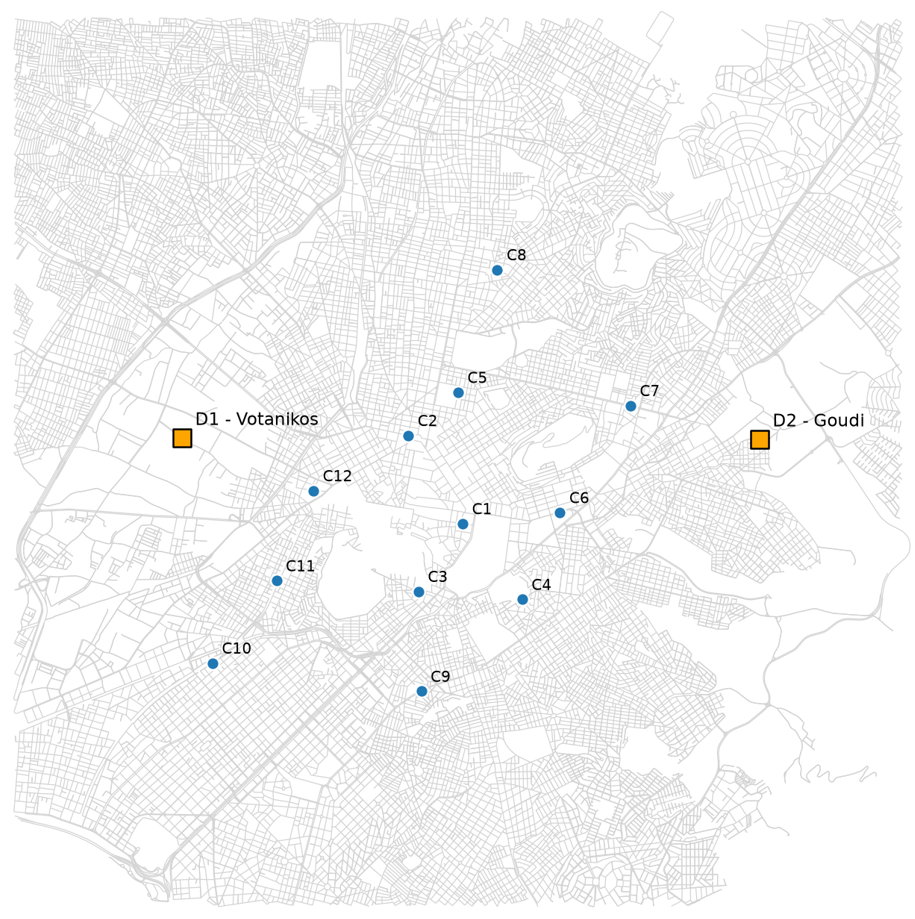 C8
C5
C7
D1 - Votanikos
C2
D2 - Goudi
C12
C6
C1
C11
C3
C4
C10
C9